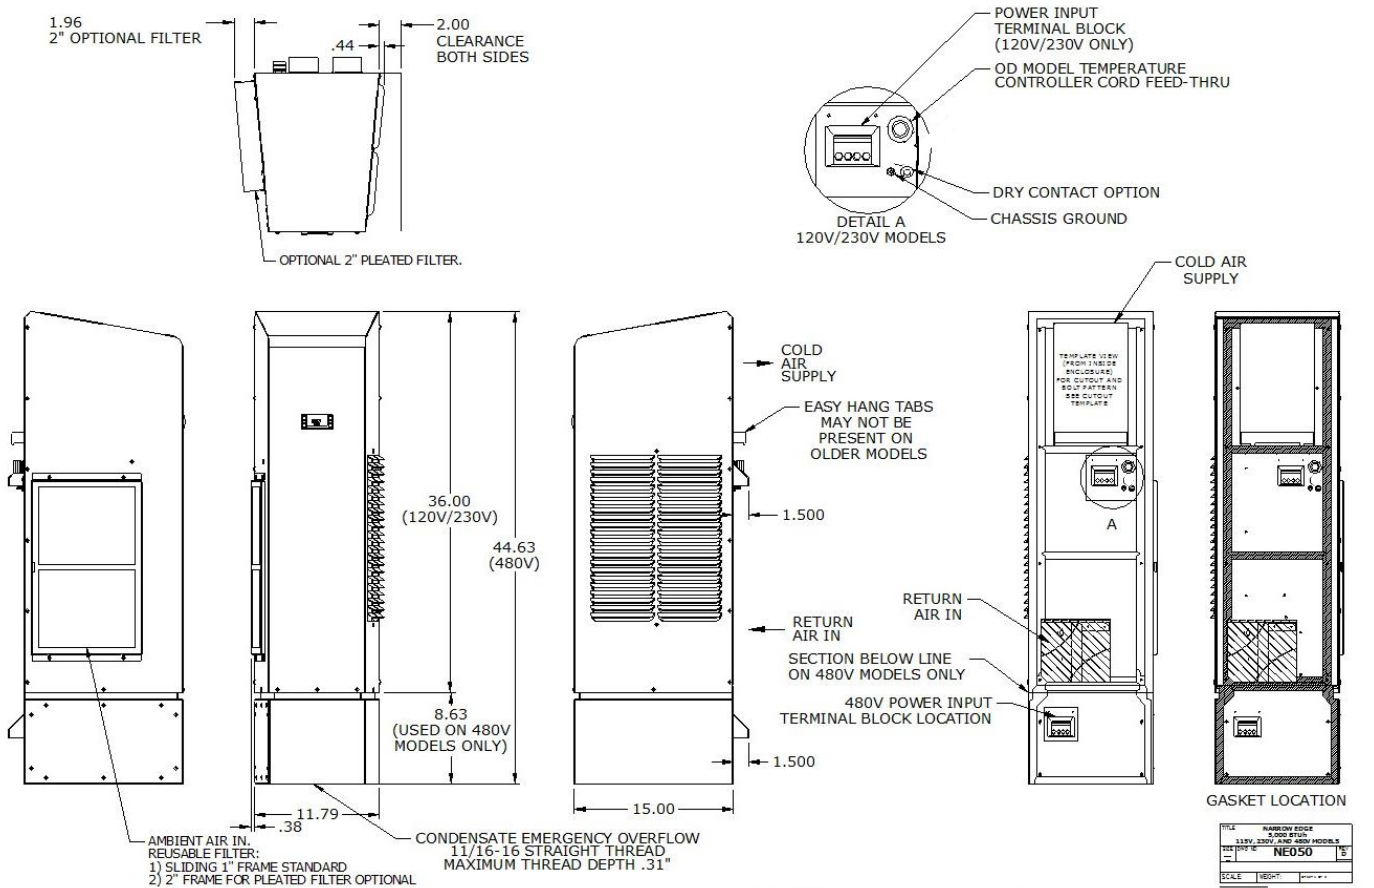 1.96
2" OPTIONAL FILTER
.44
2.00
CLEARANCE
BOTH SIDES
OPTIONAL 2" PLEATED FILTER.
POWER INPUT
TERMINAL BLOCK
(120V/230V ONLY)
OD MODEL TEMPERATURE
CONTROLLER CORD FEED-THRU
DRY CONTACT OPTION
CHASSIS GROUND
DETAIL A
120V/230V MODELS
COLD AIR
SUPPLY
36.00
(120V/230V)
44.63
(480V)
8.63
(USED ON 480V
MODELS ONLY)
11.79
.38
AMBIENT AIR IN.
REUSABLE FILTER:
1) SLIDING 1" FRAME STANDARD
2) 2" FRAME FOR PLEATED FILTER OPTIONAL
CONDENSATE EMERGENCY OVERFLOW
11/16-16 STRAIGHT THREAD
MAXIMUM THREAD DEPTH .31"
COLD
AIR
SUPPLY
EASY HANG TABS
MAY NOT BE
PRESENT ON
OLDER MODELS
1.500
RETURN
AIR IN
1.500
15.00
TEMPLATE VIEW
(FROM INSIDE
ENCLOSURE)
FOR CUTOUT AND
BOLT PATTERN
SEE CUTOUT
TEMPLATE
A
RETURN
AIR IN
SECTION BELOW LINE
ON 480V MODELS ONLY
480V POWER INPUT
TERMINAL BLOCK LOCATION
GASKET LOCATION
TITLE
NARROW EDGE
5,000 BTUh
115V, 230V, AND 480V MODELS
SIZE DWG NO
NE050
SCALE: WEIGHT: